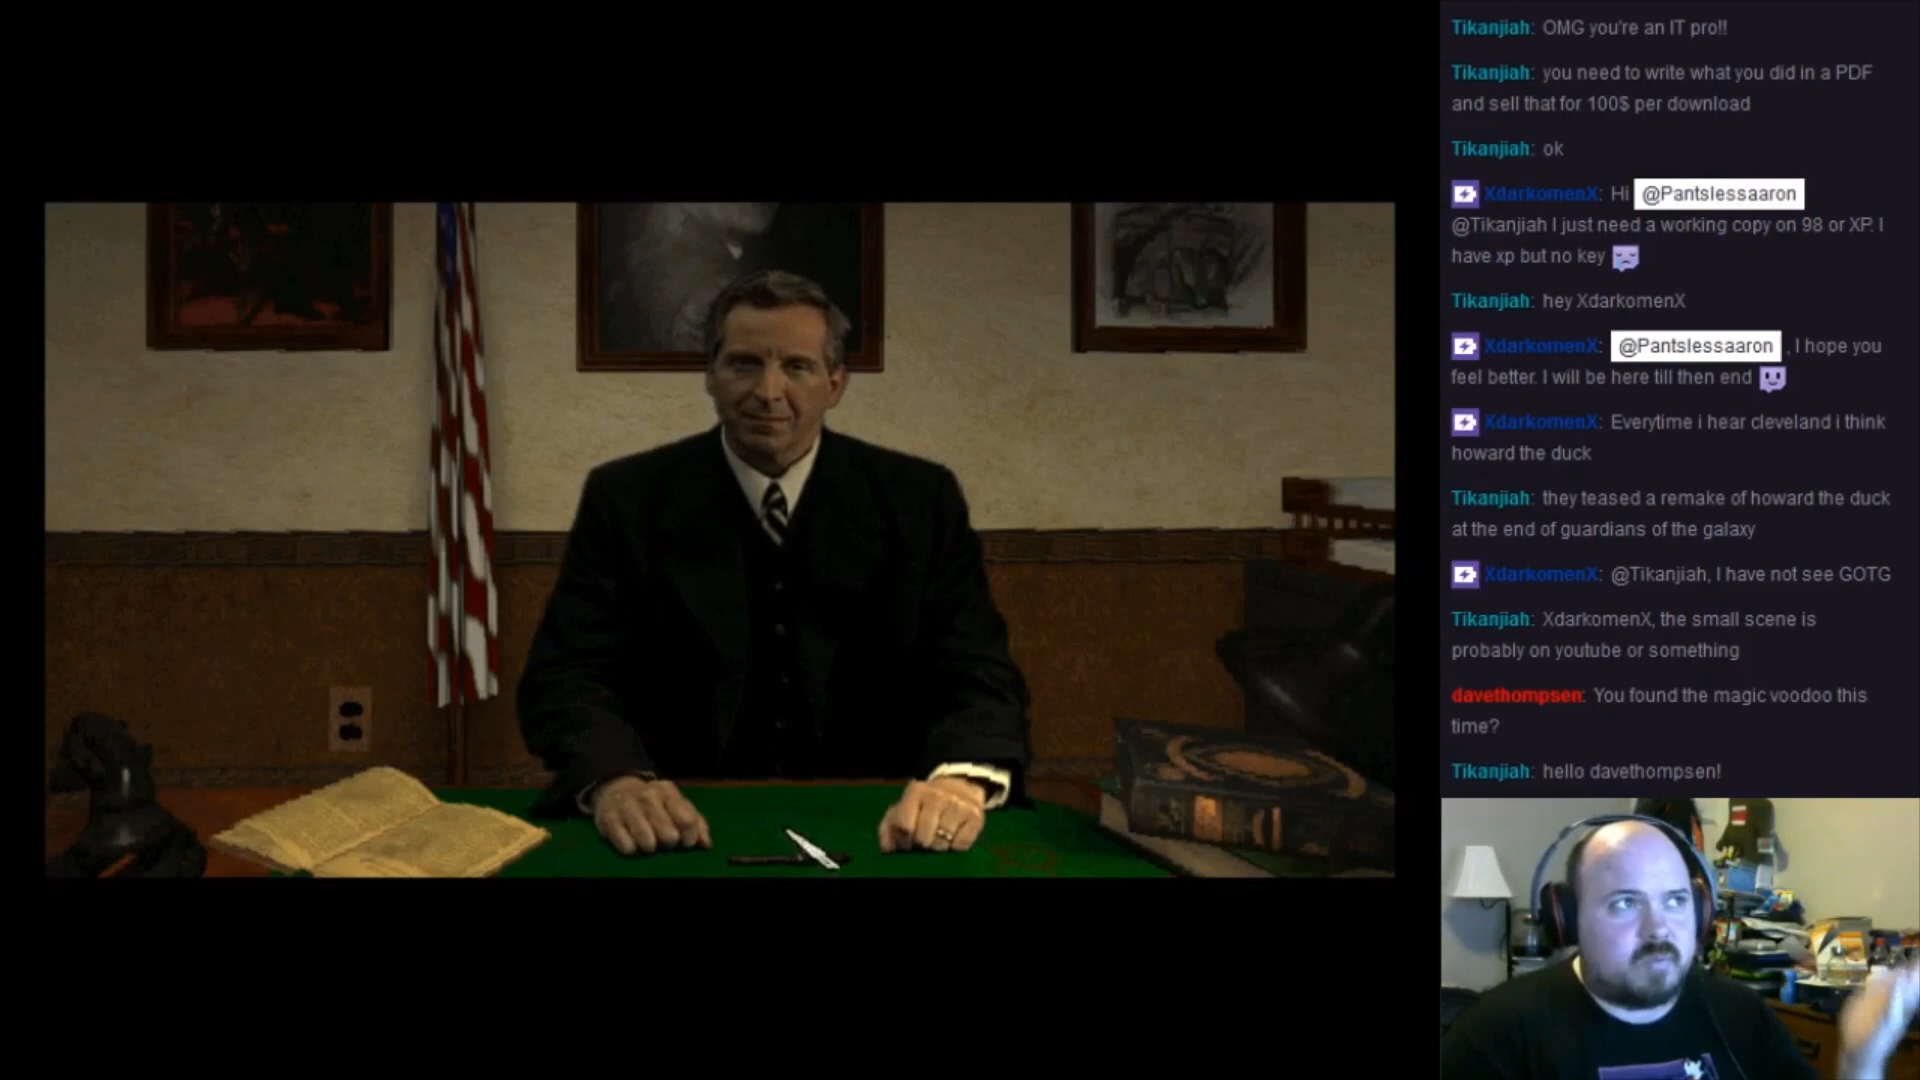 Tikanjiah: OMG you're an IT pro!!
Tikanjiah: you need to write what you did in a PDF
and sell that for 100$ per download
Tikanjiah: ok
XdarkomenX: Hi @Pantslessaaron
@Tikanjiah I just need a working copy on 98 or XP. I
have xp but no key
Tikanjiah: hey XdarkomenX
XdarkomenX: @Pantslessaaron , I hope you
feel better. I will be here till then end
XdarkomenX: Everytime i hear cleveland i think
howard the duck
Tikanjiah: they teased a remake of howard the duck
at the end of guardians of the galaxy
XdarkomenX: @Tikanjiah, I have not see GOTG
Tikanjiah: XdarkomenX, the small scene is
probably on youtube or something
davethompsen: You found the magic voodoo this
time?
Tikanjiah: hello davethompsen!